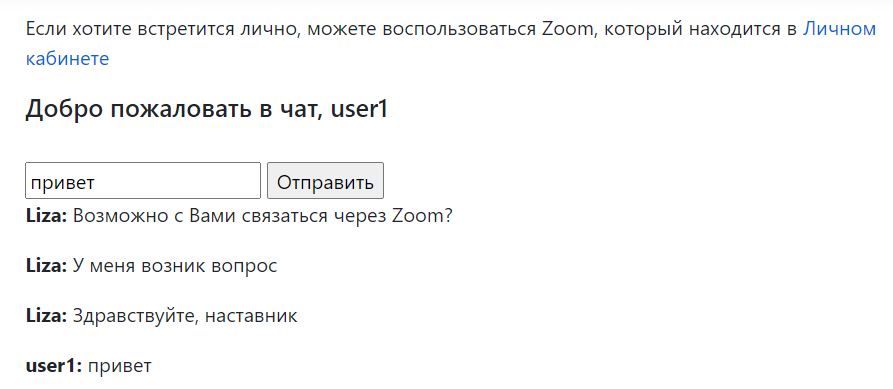 Если хотите встретится лично, можете воспользоваться Zoom, который находится в Личном
кабинете
Добро пожаловать в чат, user1
привет Отправить
Liza: Возможно с Вами связаться через Zoom?
Liza: У меня возник вопрос
Liza: Здравствуйте, наставник
user1: привет